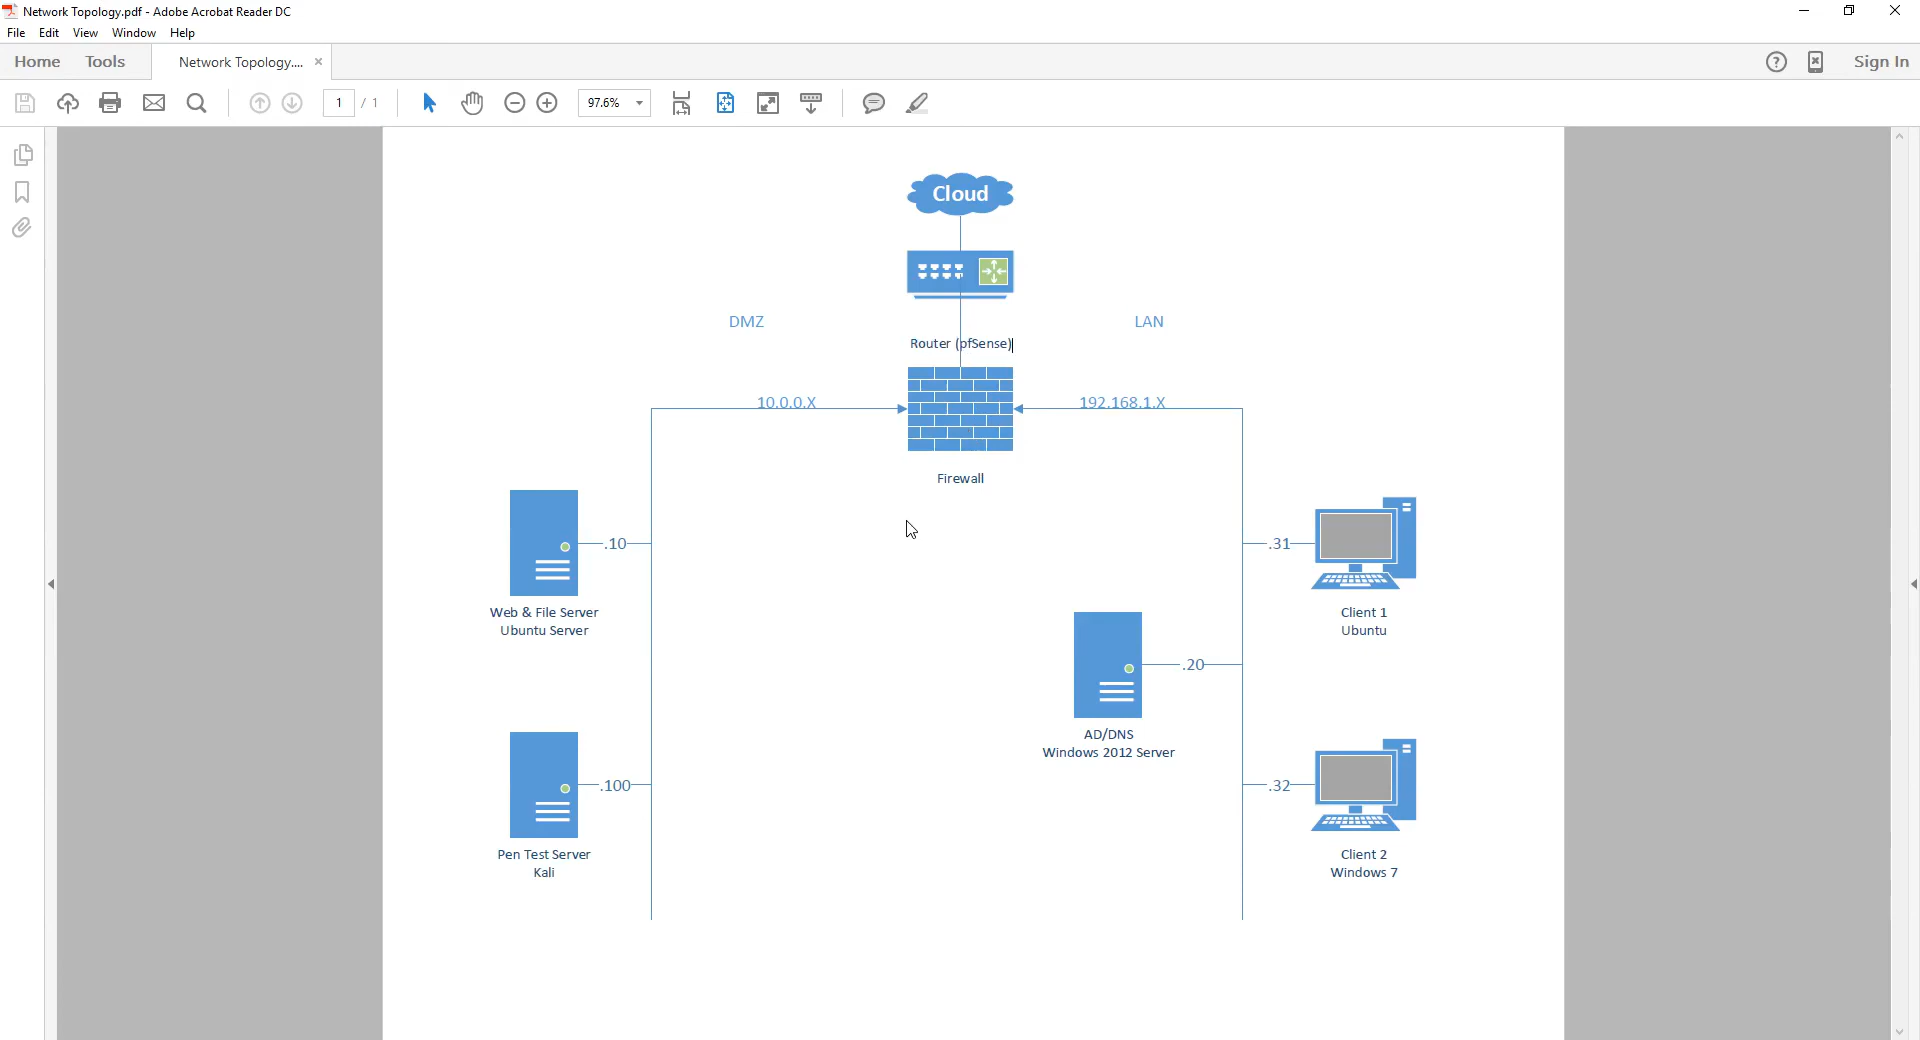 Network Topology.pdf - Adobe Acrobat Reader DC
File Edit View Window Help
Home Tools Network Topology.... × Sign In
1 / 1 97.6%
Cloud
DMZ LAN
Router (pfSense)
10.0.0.X 192.168.1.X
Firewall
.10 .31
Web & File Server
Ubuntu Server
Client 1
Ubuntu
.20
AD/DNS
Windows 2012 Server
.100 .32
Pen Test Server
Kali
Client 2
Windows 7